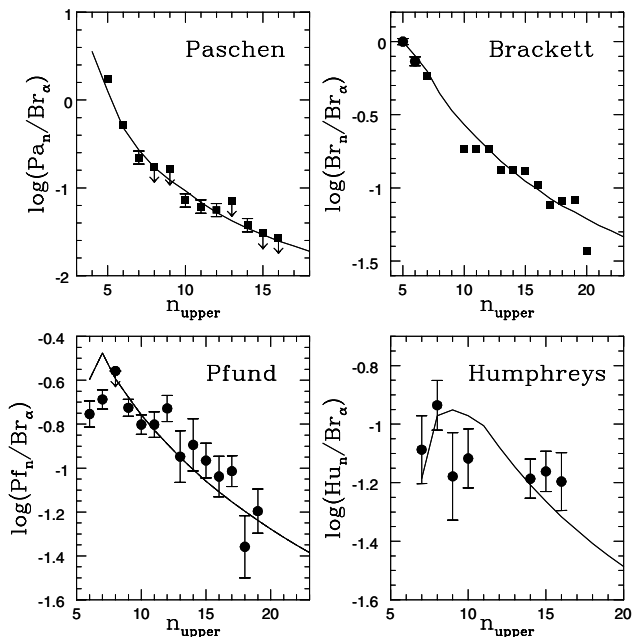 1
0
-1
-2
log(Pa_n/Br_α)
Paschen
5 10 15
n_upper
0
-0.5
-1
-1.5
log(Br_n/Br_α)
Brackett
5 10 15 20
n_upper
-0.4
-0.6
-0.8
-1
-1.2
-1.4
-1.6
log(Pf_n/Br_α)
Pfund
5 10 15 20
n_upper
-0.8
-1
-1.2
-1.4
-1.6
log(Hu_n/Br_α)
Humphreys
5 10 15 20
n_upper